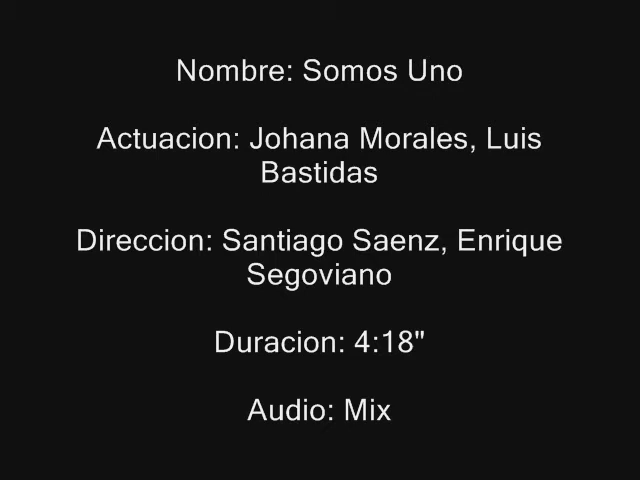 Nombre: Somos Uno
Actuacion: Johana Morales, Luis
Bastidas
Direccion: Santiago Saenz, Enrique
Segoviano
Duracion: 4:18"
Audio: Mix